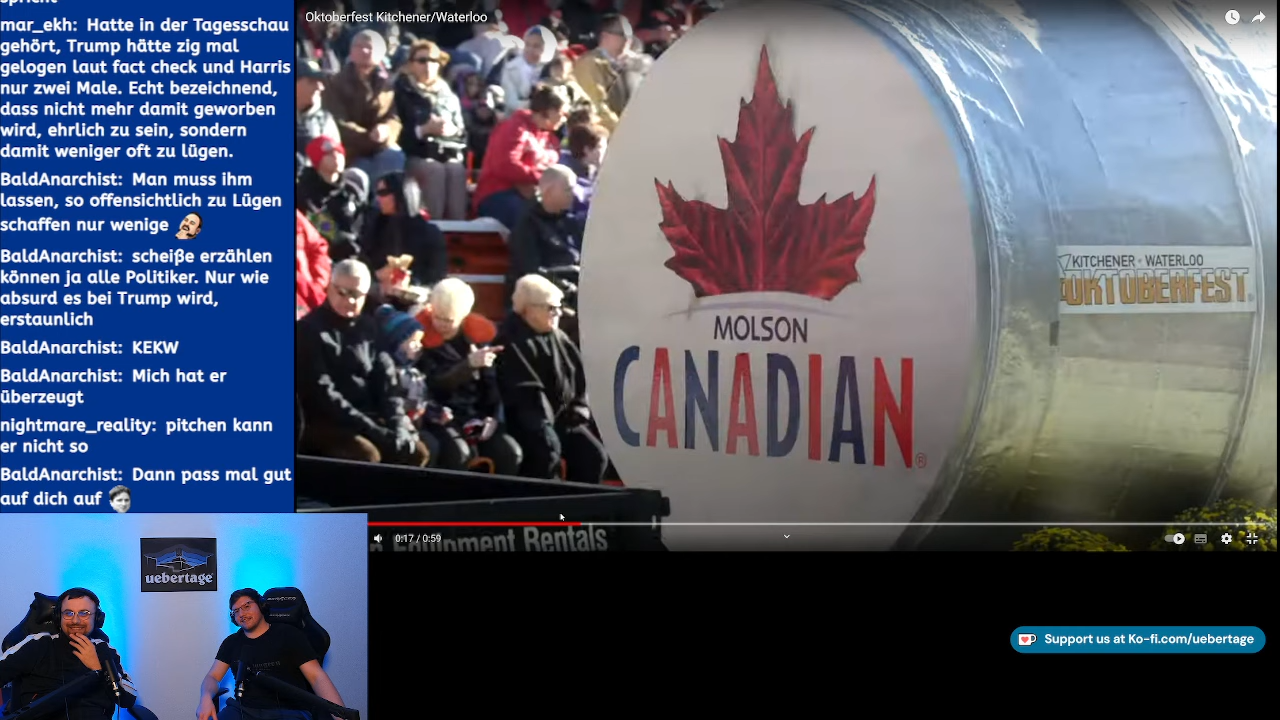 spricht
mar_ekh: Hatte in der Tagesschau
gehört, Trump hätte zig mal
gelogen laut fact check und Harris
nur zwei Male. Echt bezeichnend,
dass nicht mehr damit geworben
wird, ehrlich zu sein, sondern
damit weniger oft zu lügen.
BaldAnarchist: Man muss ihm
lassen, so offensichtlich zu Lügen
schaffen nur wenige
BaldAnarchist: scheiße erzählen
können ja alle Politiker. Nur wie
absurd es bei Trump wird,
erstaunlich
BaldAnarchist: KEKW
BaldAnarchist: Mich hat er
überzeugt
nightmare_reality: pitchen kann
er nicht so
BaldAnarchist: Dann pass mal gut
auf dich auf
Oktoberfest Kitchener/Waterloo
MOLSON
CANADIAN
®
KITCHENER - WATERLOO
OKTOBERFEST
Equipment Rentals
0:17 / 0:59
uebertage
Support us at Ko-fi.com/uebertage